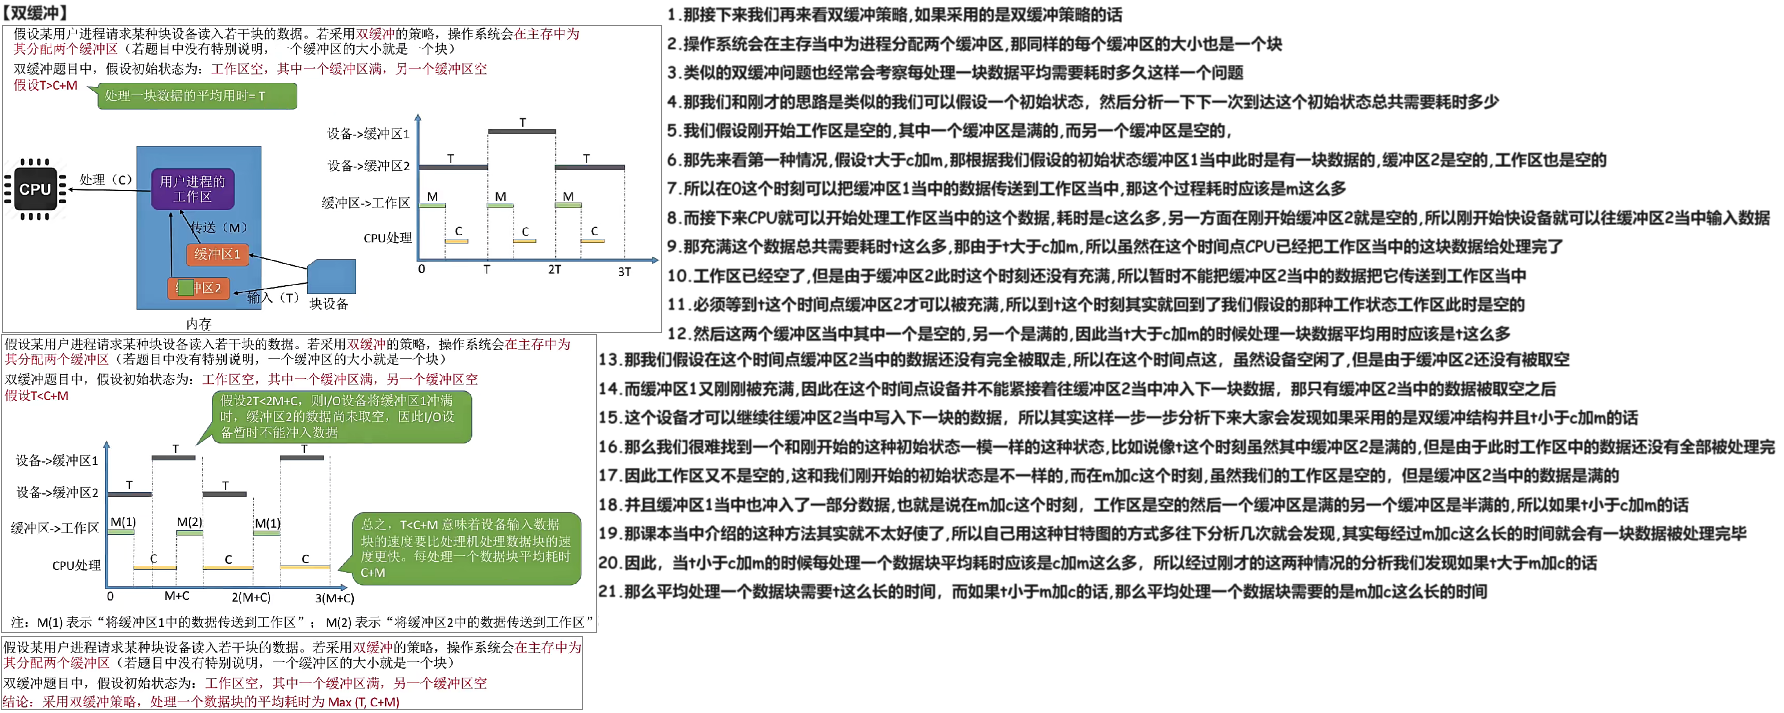 【双缓冲】
假设某用户进程请求某种块设备读入若干块的数据。若采用双缓冲的策略，操作系统会在主存中为
其分配两个缓冲区（若题目中没有特别说明，一个缓冲区的大小就是一个块）
双缓冲题目中，假设初始状态为：工作区空，其中一个缓冲区满，另一个缓冲区空
假设T>C+M
处理一块数据的平均用时= T
CPU
处理（C）
用户进程的
工作区
传送（M）
缓冲区1
冲区2
输入（T）
块设备
内存
设备->缓冲区1
T
设备->缓冲区2
T
T
缓冲区->工作区
M
M
M
CPU处理
C
C
C
0
T
2T
3T
假设某用户进程请求某种块设备读入若干块的数据。若采用双缓冲的策略，操作系统会在主存中为
其分配两个缓冲区（若题目中没有特别说明，一个缓冲区的大小就是一个块）
双缓冲题目中，假设初始状态为：工作区空，其中一个缓冲区满，另一个缓冲区空
假设T<C+M
假设2T<2M+C，则I/O设备将缓冲区1冲满
时，缓冲区2的数据尚未取空，因此I/O设
备暂时不能冲入数据
设备->缓冲区1
T
T
设备->缓冲区2
T
T
缓冲区->工作区
M(1)
M(2)
M(1)
CPU处理
C
C
C
0
M+C
2(M+C)
3(M+C)
总之，T<C+M 意味着设备输入数据
块的速度要比处理机处理数据块的速
度更快。每处理一个数据块平均耗时
C+M
注：M(1) 表示“将缓冲区1中的数据传送到工作区”； M(2) 表示“将缓冲区2中的数据传送到工作区”
假设某用户进程请求某种块设备读入若干块的数据。若采用双缓冲的策略，操作系统会在主存中为
其分配两个缓冲区（若题目中没有特别说明，一个缓冲区的大小就是一个块）
双缓冲题目中，假设初始状态为：工作区空，其中一个缓冲区满，另一个缓冲区空
结论：采用双缓冲策略，处理一个数据块的平均耗时为 Max (T, C+M)
1.那接下来我们再来看双缓冲策略,如果采用的是双缓冲策略的话
2.操作系统会在主存当中为进程分配两个缓冲区,那同样的每个缓冲区的大小也是一个块
3.类似的双缓冲问题也经常会考察每处理一块数据平均需要耗时多久这样一个问题
4.那我们和刚才的思路是类似的我们可以假设一个初始状态，然后分析一下下一次到达这个初始状态总共需要耗时多少
5.我们假设刚开始工作区是空的,其中一个缓冲区是满的,而另一个缓冲区是空的,
6.那先来看第一种情况,假设t大于c加m,那根据我们假设的初始状态缓冲区1当中此时是有一块数据的,缓冲区2是空的,工作区也是空的
7.所以在0这个时刻可以把缓冲区1当中的数据传送到工作区当中,那这个过程耗时应该是m这么多
8.而接下来CPU就可以开始处理工作区当中的这个数据,耗时是c这么多,另一方面在刚开始缓冲区2就是空的,所以刚开始快设备就可以往缓冲区2当中输入数据
9.那充满这个数据总共需要耗时t这么多,那由于t大于c加m,所以虽然在这个时间点CPU已经把工作区当中的这块数据给处理完了
10.工作区已经空了,但是由于缓冲区2此时这个时刻还没有充满,所以暂时不能把缓冲区2当中的数据把它传送到工作区当中
11.必须等到t这个时间点缓冲区2才可以被充满,所以到t这个时刻其实就回到了我们假设的那种工作状态工作区此时是空的
12.然后这两个缓冲区当中其中一个是空的,另一个是满的,因此当t大于c加m的时候处理一块数据平均用时应该是t这么多
13.那我们假设在这个时间点缓冲区2当中的数据还没有完全被取走,所以在这个时间点这，虽然设备空闲了,但是由于缓冲区2还没有被取空
14.而缓冲区1又刚刚被充满,因此在这个时间点设备并不能紧接着往缓冲区2当中冲入下一块数据，那只有缓冲区2当中的数据被取空之后
15.这个设备才可以继续往缓冲区2当中写入下一块的数据，所以其实这样一步一步分析下来大家会发现如果采用的是双缓冲结构并且t小于c加m的话
16.那么我们很难找到一个和刚开始的这种初始状态一模一样的这种状态,比如说像t这个时刻虽然其中缓冲区2是满的,但是由于此时工作区中的数据还没有全部被处理完
17.因此工作区又不是空的,这和我们刚开始的初始状态是不一样的,而在m加c这个时刻,虽然我们的工作区是空的，但是缓冲区2当中的数据是满的
18.并且缓冲区1当中也冲入了一部分数据,也就是说在m加c这个时刻，工作区是空的然后一个缓冲区是满的另一个缓冲区是半满的,所以如果t小于c加m的话
19.那课本当中介绍的这种方法其实就不太好使了,所以自己用这种甘特图的方式多往下分析几次就会发现,其实每经过m加c这么长的时间就会有一块数据被处理完毕
20.因此，当t小于c加m的时候每处理一个数据块平均耗时应该是c加m这么多，所以经过刚才的这两种情况的分析我们发现如果t大于m加c的话
21.那么平均处理一个数据块需要t这么长的时间，而如果t小于m加c的话,那么平均处理一个数据块需要的是m加c这么长的时间